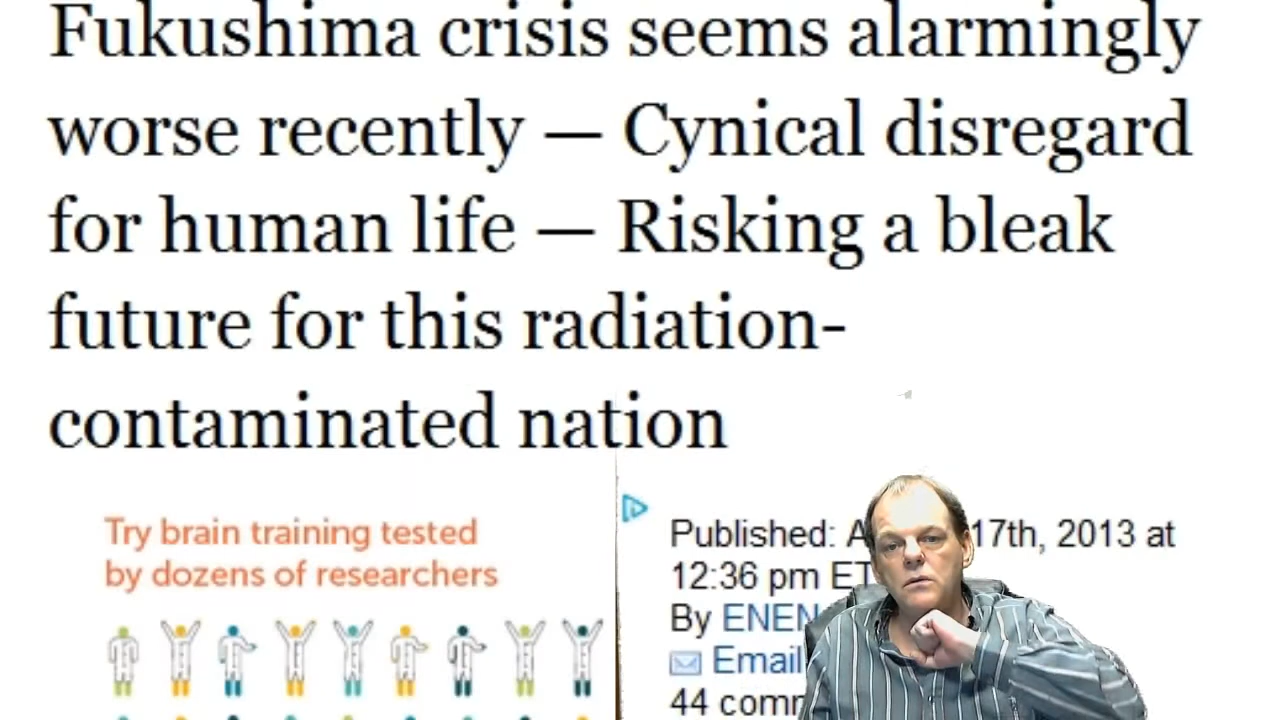 Fukushima crisis seems alarmingly
worse recently — Cynical disregard
for human life — Risking a bleak
future for this radiation-
contaminated nation
Try brain training tested
by dozens of researchers
Published: 17th, 2013 at
12:36 pm ET
By
Email
44